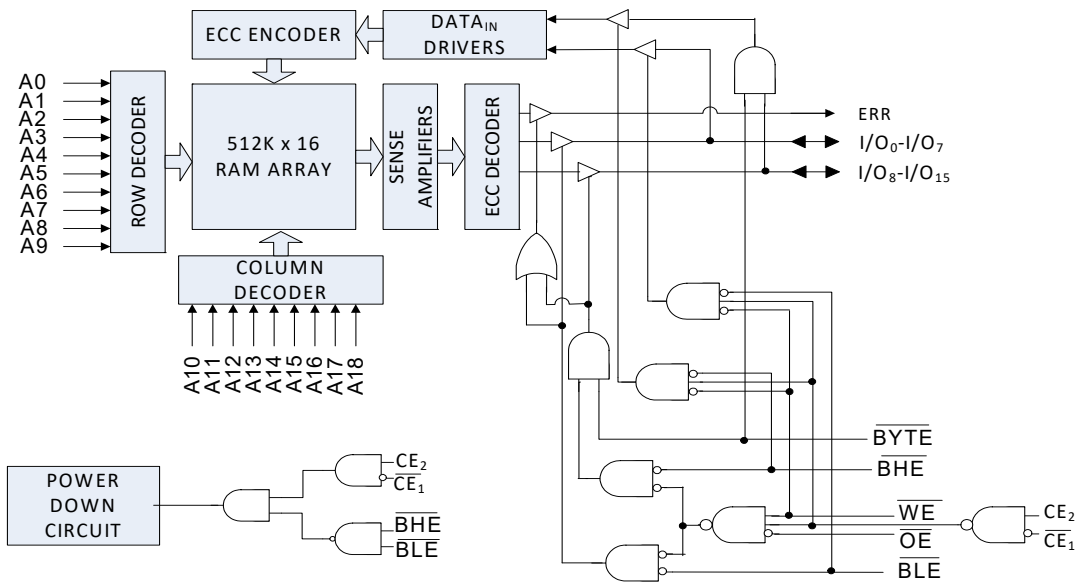 ECC ENCODER
DATAIN
DRIVERS
A0
A1
A2
A3
A4
A5
A6
A7
A8
A9
ROW DECODER
512K x 16
RAM ARRAY
SENSE
AMPLIFIERS
ECC DECODER
ERR
I/O0-I/O7
I/O8-I/O15
COLUMN
DECODER
A10
A11
A12
A13
A14
A15
A16
A17
A18
BYTE
BHE
WE
OE
BLE
CE2
CE1
POWER
DOWN
CIRCUIT
CE2
CE1
BHE
BLE